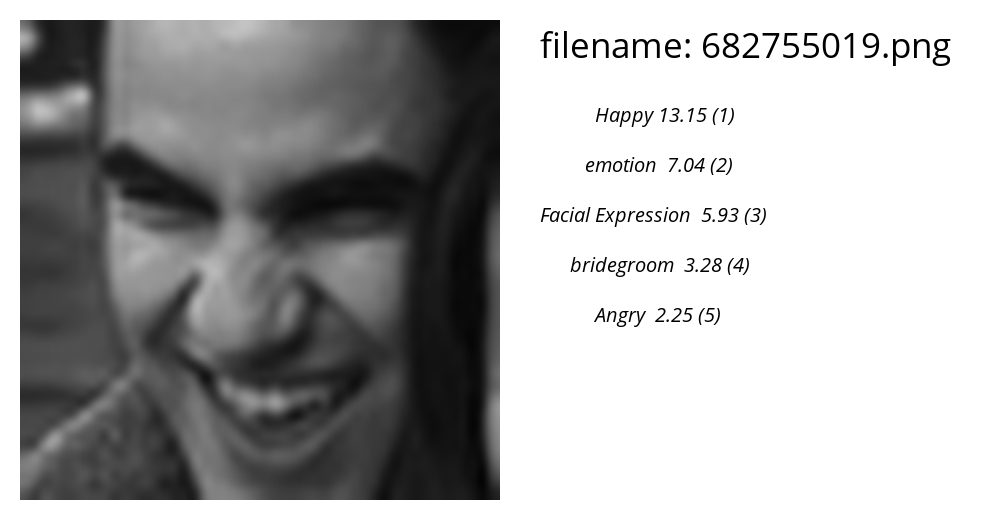 filename: 682755019.png
Happy 13.15 (1)
emotion 7.04 (2)
Facial Expression 5.93 (3)
bridegroom 3.28 (4)
Angry 2.25 (5)